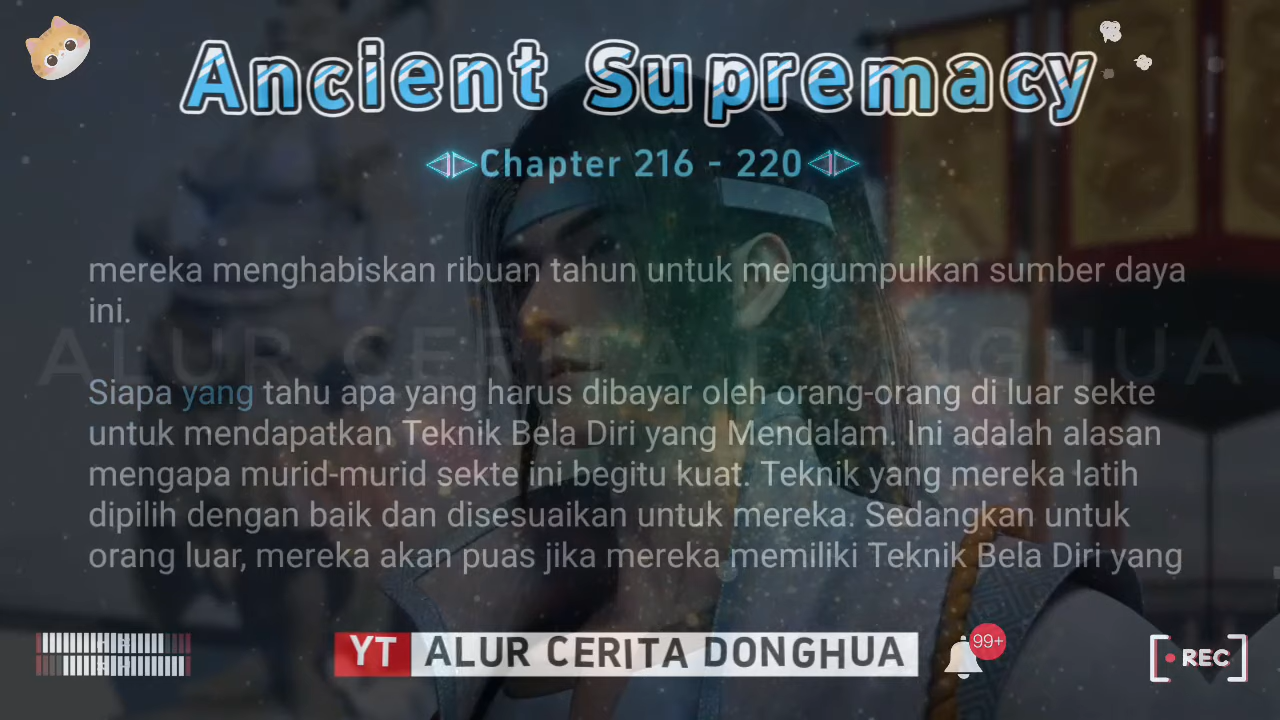 Ancient Supremacy
Chapter 216 - 220
mereka menghabiskan ribuan tahun untuk mengumpulkan sumber daya
ini.
ALUR CERITA DONGHUA
Siapa yang tahu apa yang harus dibayar oleh orang-orang di luar sekte
untuk mendapatkan Teknik Bela Diri yang Mendalam. Ini adalah alasan
mengapa murid-murid sekte ini begitu kuat. Teknik yang mereka latih
dipilih dengan baik dan disesuaikan untuk mereka. Sedangkan untuk
orang luar, mereka akan puas jika mereka memiliki Teknik Bela Diri yang
YT ALUR CERITA DONGHUA
99+
REC